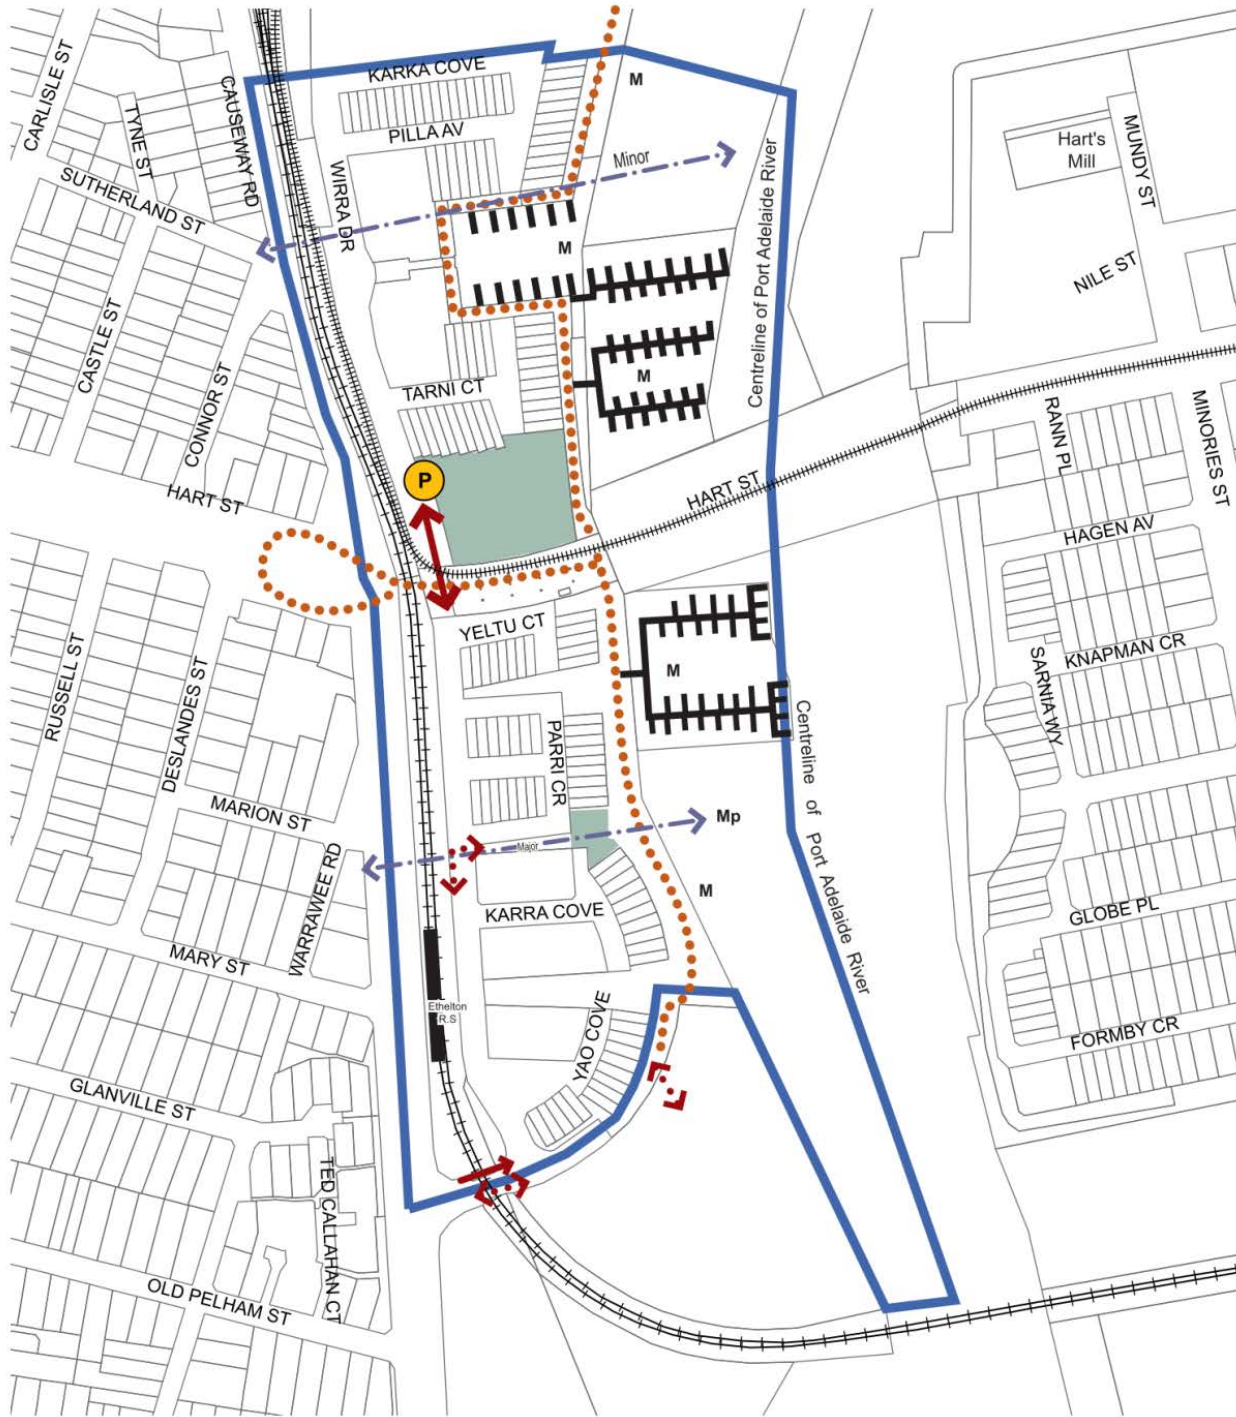 CARLISLE ST
KARKA COVE
M
CAUSEWAY RD
TYNE ST
PILLA AV
MUNDY ST
Hart's
Mill
Minor
WIRRA DR
SUTHERLAND ST
M
NILE ST
Centreline of Port Adelaide River
CASTLE ST
M
TARNI CT
CONNOR ST
RANN PL
MINORIES ST
P
HART ST
HART ST
HAGEN AV
YELTU CT
KNAPMAN CR
RUSSELL ST
DESLANDES ST
M
SARNIA WY
PARRI CR
Centreline of Port Adelaide River
MARION ST
Mp
Major
WARRAWEE RD
M
KARRA COVE
GLOBE PL
MARY ST
Ethelton
R.S
YAO COVE
FORMBY CR
GLANVILLE ST
TED CALLAHAN CT
OLD PELHAM ST